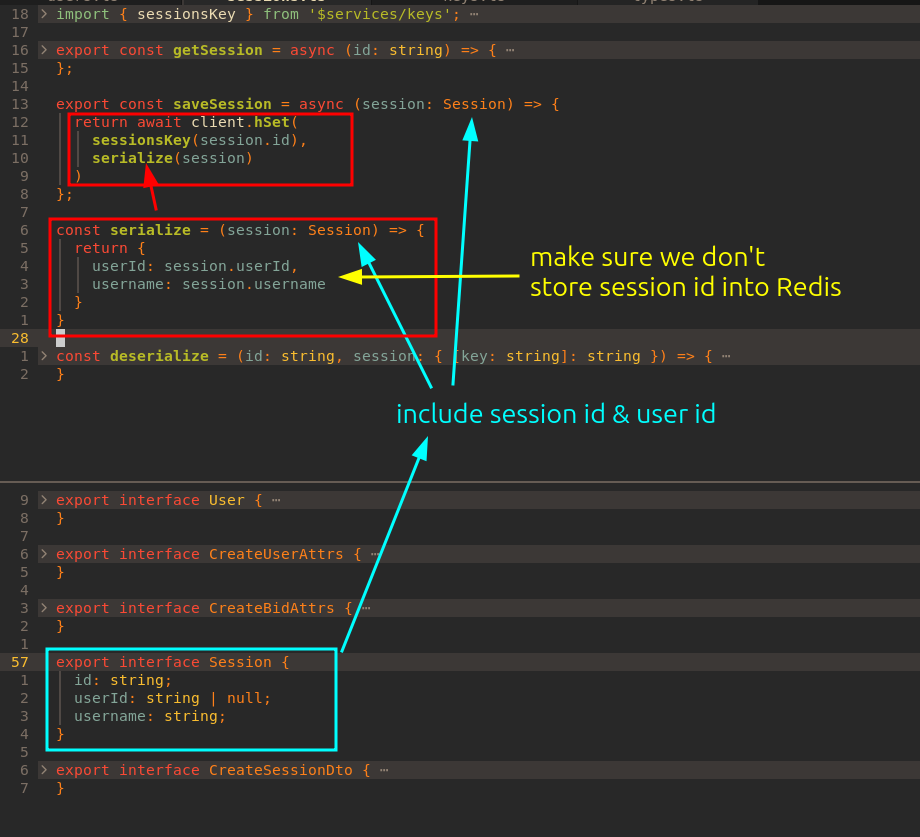 18 > import { sessionsKey } from '$services/keys'; ⋯
17
16 > export const getSession = async (id: string) => { ⋯
15 };
14
13 export const saveSession = async (session: Session) => {
12 return await client.hSet(
11 sessionsKey(session.id),
10 serialize(session)
9 )
8 };
7
6 const serialize = (session: Session) => {
5 return {
4 userId: session.userId,
3 username: session.username
2 }
1 }
make sure we don't
store session id into Redis
28
1 > const deserialize = (id: string, session: { [key: string]: string }) => { ⋯
2 }
include session id & user id
9 > export interface User { ⋯
8 }
7
6 > export interface CreateUserAttrs { ⋯
5 }
4
3 > export interface CreateBidAttrs { ⋯
2 }
1
57 export interface Session {
1 id: string;
2 userId: string | null;
3 username: string;
4 }
5
6 > export interface CreateSessionDto { ⋯
7 }